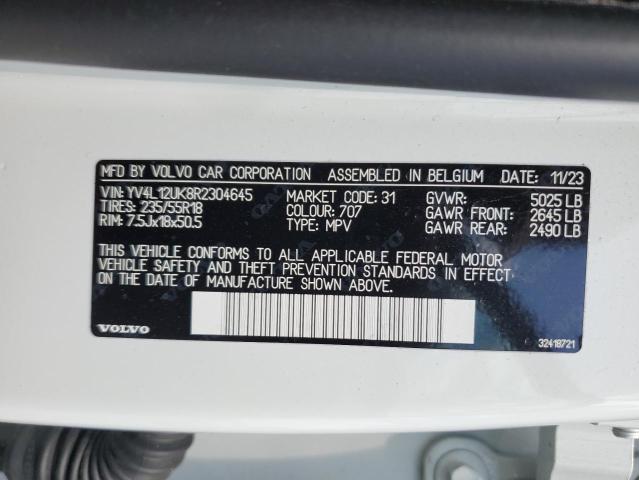 MFD BY VOLVO CAR CORPORATION ASSEMBLED IN BELGIUM DATE: 11/23
VIN: YV4L12UK8R2304645 MARKET CODE: 31 GVWR: 5025 LB
TIRES: 235/55R18 COLOUR: 707 GAWR FRONT: 2645 LB
RIM: 7.5Jx18x50.5 TYPE: MPV GAWR REAR: 2490 LB
THIS VEHICLE CONFORMS TO ALL APPLICABLE FEDERAL MOTOR
VEHICLE SAFETY AND THEFT PREVENTION STANDARDS IN EFFECT
ON THE DATE OF MANUFACTURE SHOWN ABOVE.
VOLVO 32418721